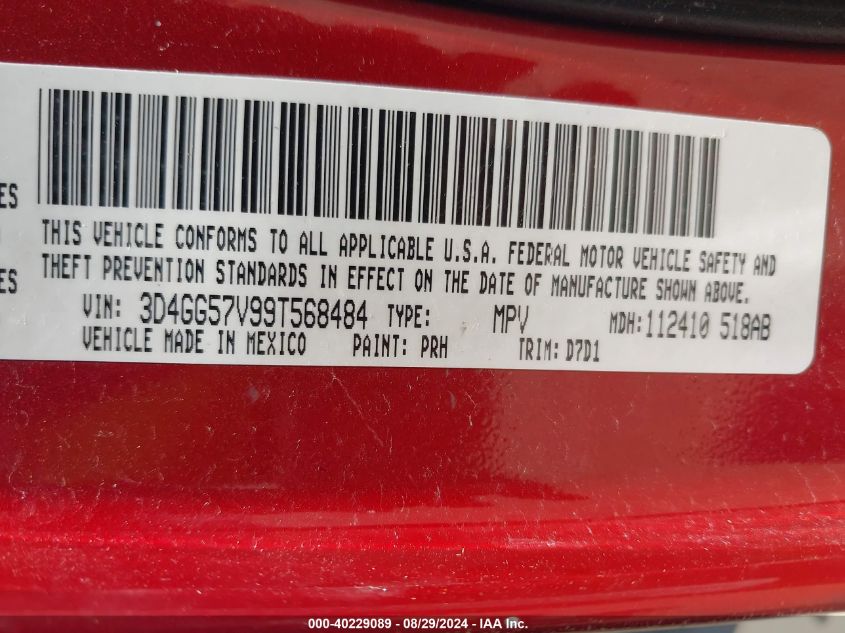 ES
THIS VEHICLE CONFORMS TO ALL APPLICABLE U.S.A. FEDERAL MOTOR VEHICLE SAFETY AND
THEFT PREVENTION STANDARDS IN EFFECT ON THE DATE OF MANUFACTURE SHOWN ABOVE.
ES
VIN: 3D4GG57V99T568484 TYPE: MPV MDH: 112410 518AB
VEHICLE MADE IN MEXICO PAINT: PRH TRIM: D7D1
000-40229089 - 08/29/2024 - IAA Inc.